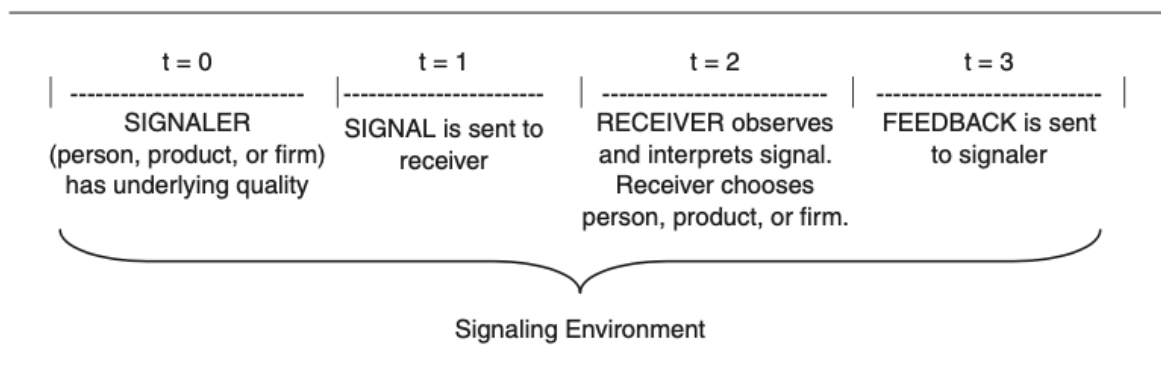 t = 0
t = 1
t = 2
t = 3
SIGNALER
(person, product, or firm)
has underlying quality
SIGNAL is sent to
receiver
RECEIVER observes
and interprets signal.
Receiver chooses
person, product, or firm.
FEEDBACK is sent
to signaler
Signaling Environment